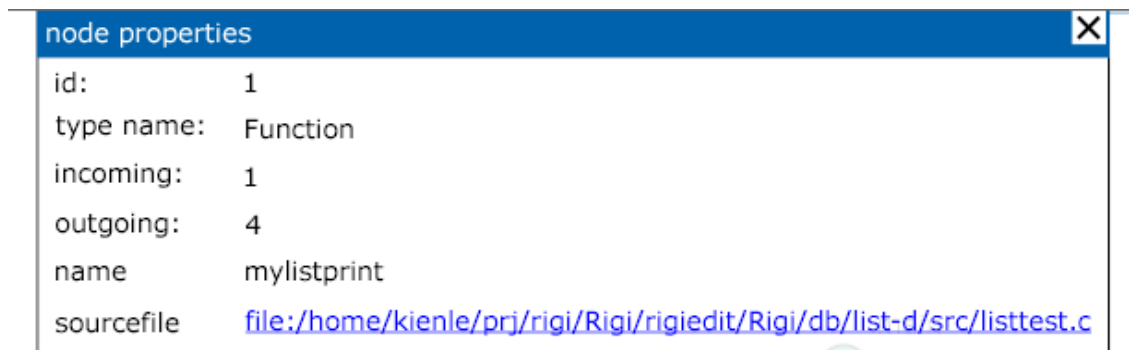 node properties
id: 1
type name: Function
incoming: 1
outgoing: 4
name mylistprint
sourcefile file:/home/kienle/prj/rigi/Rigi/rigiedit/Rigi/db/list-d/src/listtest.c